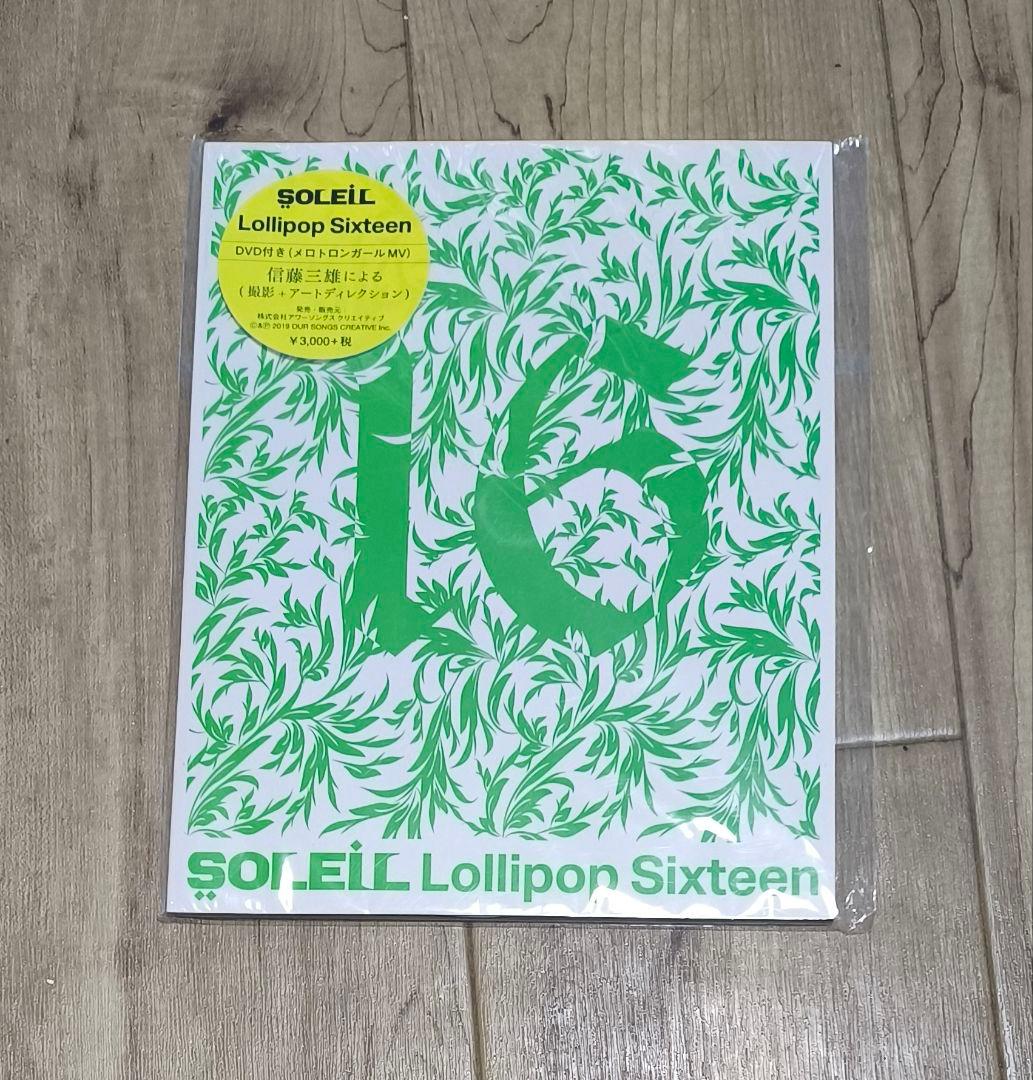 SOLEIL
Lollipop Sixteen
DVD付き(メロトロンガールMV)
信藤三雄による
(撮影+アートディレクション)
発売・販売元:
株式会社アワーソングスクリエイティブ
©&℗ 2019 OUR SONGS CREATIVE Inc.
¥3,000+税
16
SOLEIL Lollipop Sixteen